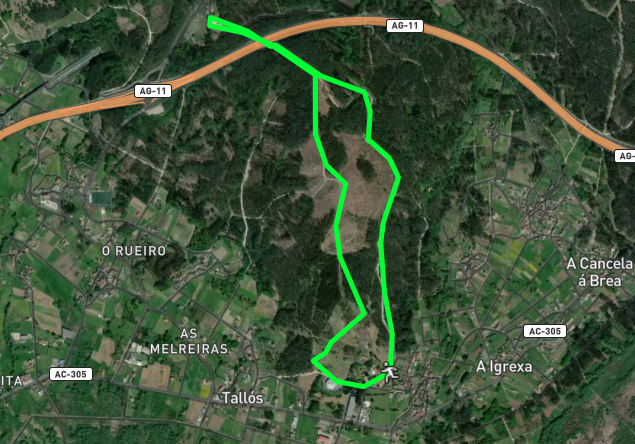 AG-11
AG-11
AG-
O RUEIRO
A Cancela
á Brea
AC-305
AS
MELREIRAS
A Igrexa
ITA
AC-305
Tallós